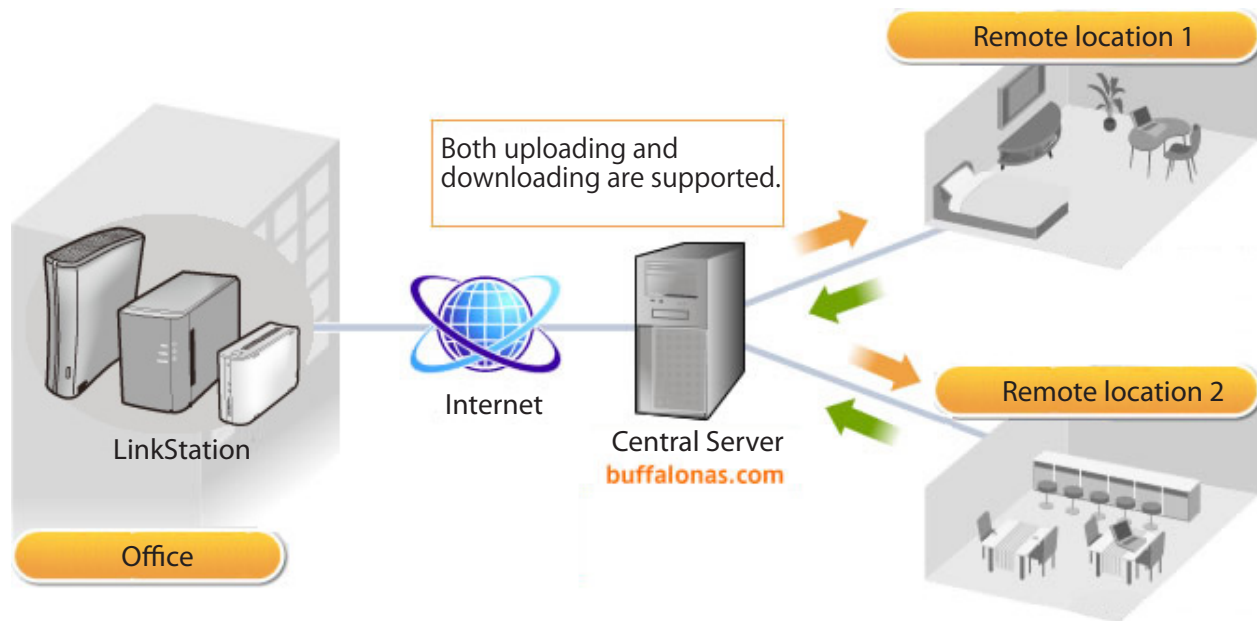 Remote location 1
Both uploading and
downloading are supported.
Internet
LinkStation
Central Server
buffalonas.com
Remote location 2
Office